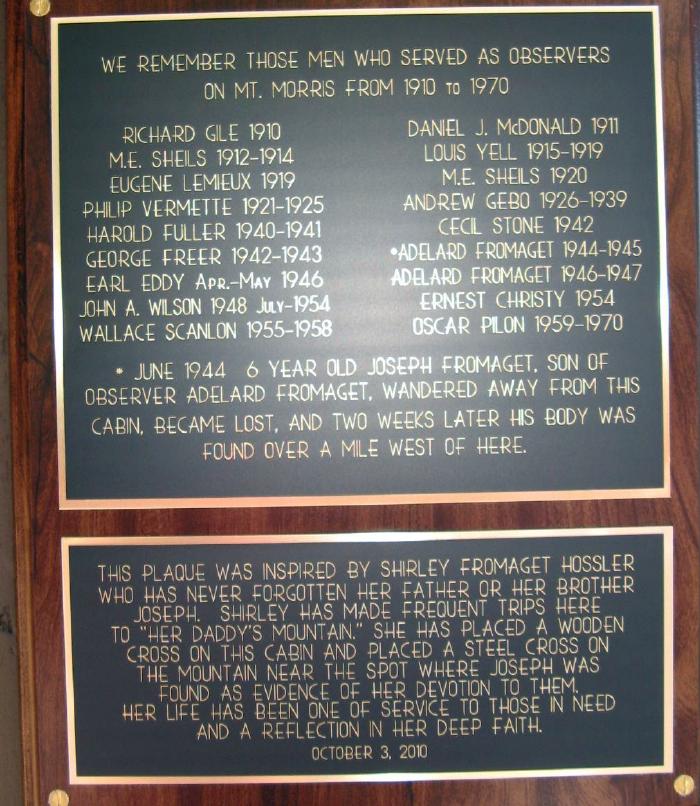 WE REMEMBER THOSE MEN WHO SERVED AS OBSERVERS
ON MT. MORRIS FROM 1910 to 1970
RICHARD GILE 1910
M.E. SHEILS 1912-1914
EUGENE LEMIEUX 1919
PHILIP VERMETTE 1921-1925
HAROLD FULLER 1940-1941
GEORGE FREER 1942-1943
EARL EDDY APR.-MAY 1946
JOHN A. WILSON 1948 JULY-1954
WALLACE SCANLON 1955-1958
DANIEL J. McDONALD 1911
LOUIS YELL 1915-1919
M.E. SHEILS 1920
ANDREW GEBO 1926-1939
CECIL STONE 1942
*ADELARD FROMAGET 1944-1945
ADELARD FROMAGET 1946-1947
ERNEST CHRISTY 1954
OSCAR PILON 1959-1970
* JUNE 1944 6 YEAR OLD JOSEPH FROMAGET, SON OF
OBSERVER ADELARD FROMAGET, WANDERED AWAY FROM THIS
CABIN, BECAME LOST, AND TWO WEEKS LATER HIS BODY WAS
FOUND OVER A MILE WEST OF HERE.
THIS PLAQUE WAS INSPIRED BY SHIRLEY FROMAGET HOSSLER
WHO HAS NEVER FORGOTTEN HER FATHER OR HER BROTHER
JOSEPH. SHIRLEY HAS MADE FREQUENT TRIPS HERE
TO "HER DADDY'S MOUNTAIN." SHE HAS PLACED A WOODEN
CROSS ON THIS CABIN AND PLACED A STEEL CROSS ON
THE MOUNTAIN NEAR THE SPOT WHERE JOSEPH WAS
FOUND AS EVIDENCE OF HER DEVOTION TO THEM.
HER LIFE HAS BEEN ONE OF SERVICE TO THOSE IN NEED
AND A REFLECTION IN HER DEEP FAITH.
OCTOBER 3, 2010